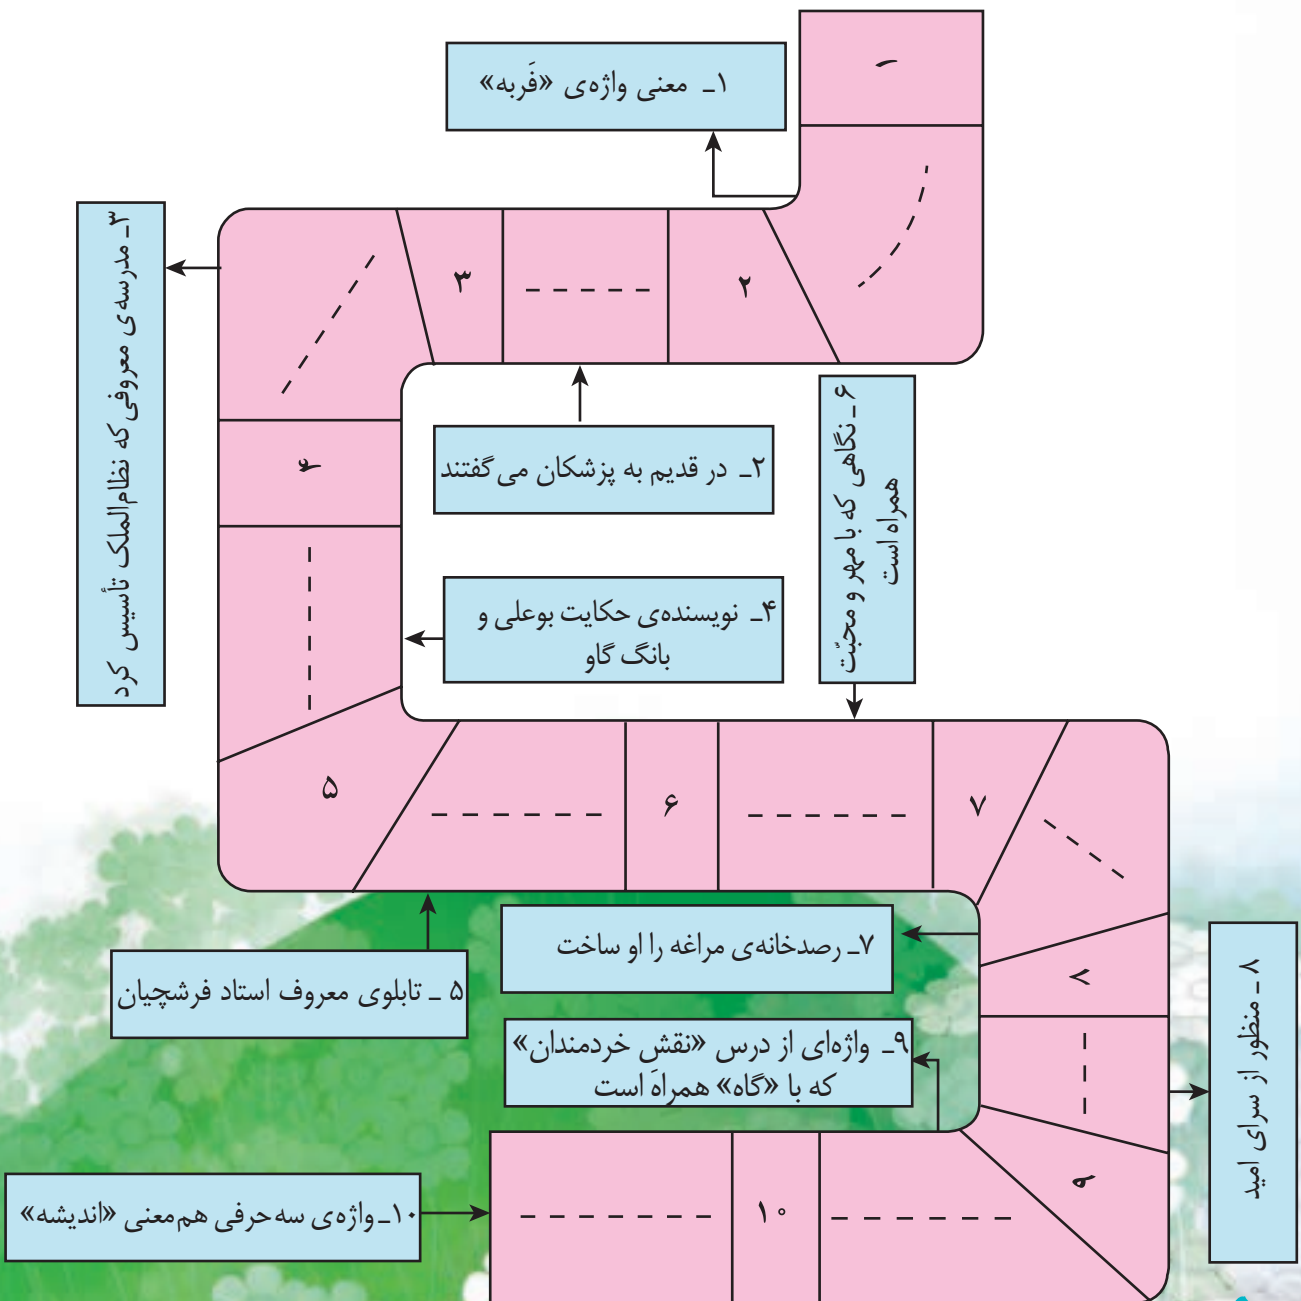 ۱
۱ـ معنی واژه‌ی «فَربه»
۲
۳
۲ـ در قدیم به پزشکان می‌گفتند
۳ـ مدرسه‌ی معروفی که نظام‌الملک تأسیس کرد
۴
۴ـ نویسنده‌ی حکایت بوعلی و
بانگ گاو
۶ـ نگاهی که با مهر و محبّت
همراه است
۵
۶
۷
۵ ـ تابلوی معروف استاد فرشچیان
۷ـ رصدخانه‌ی مراغه را او ساخت
۸
۸ـ منظور از سرای امید
۹ـ واژه‌ای از درس «نقشِ خردمندان»
که با «گاه» همراه است
۹
۱۰
۱۰ـ واژه‌ی سه‌حرفی هم‌معنی «اندیشه»